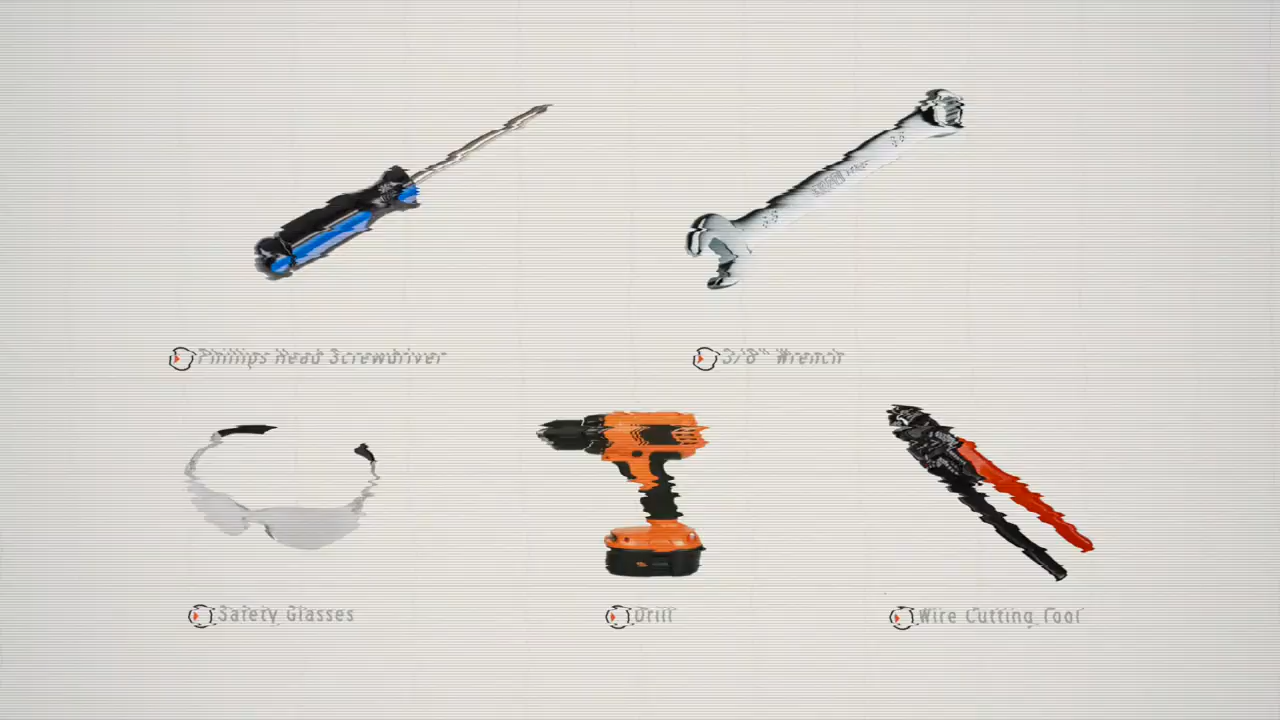 Phillips Head Screwdriver
3/8" Wrench
Safety Glasses
Drill
Wire Cutting Tool